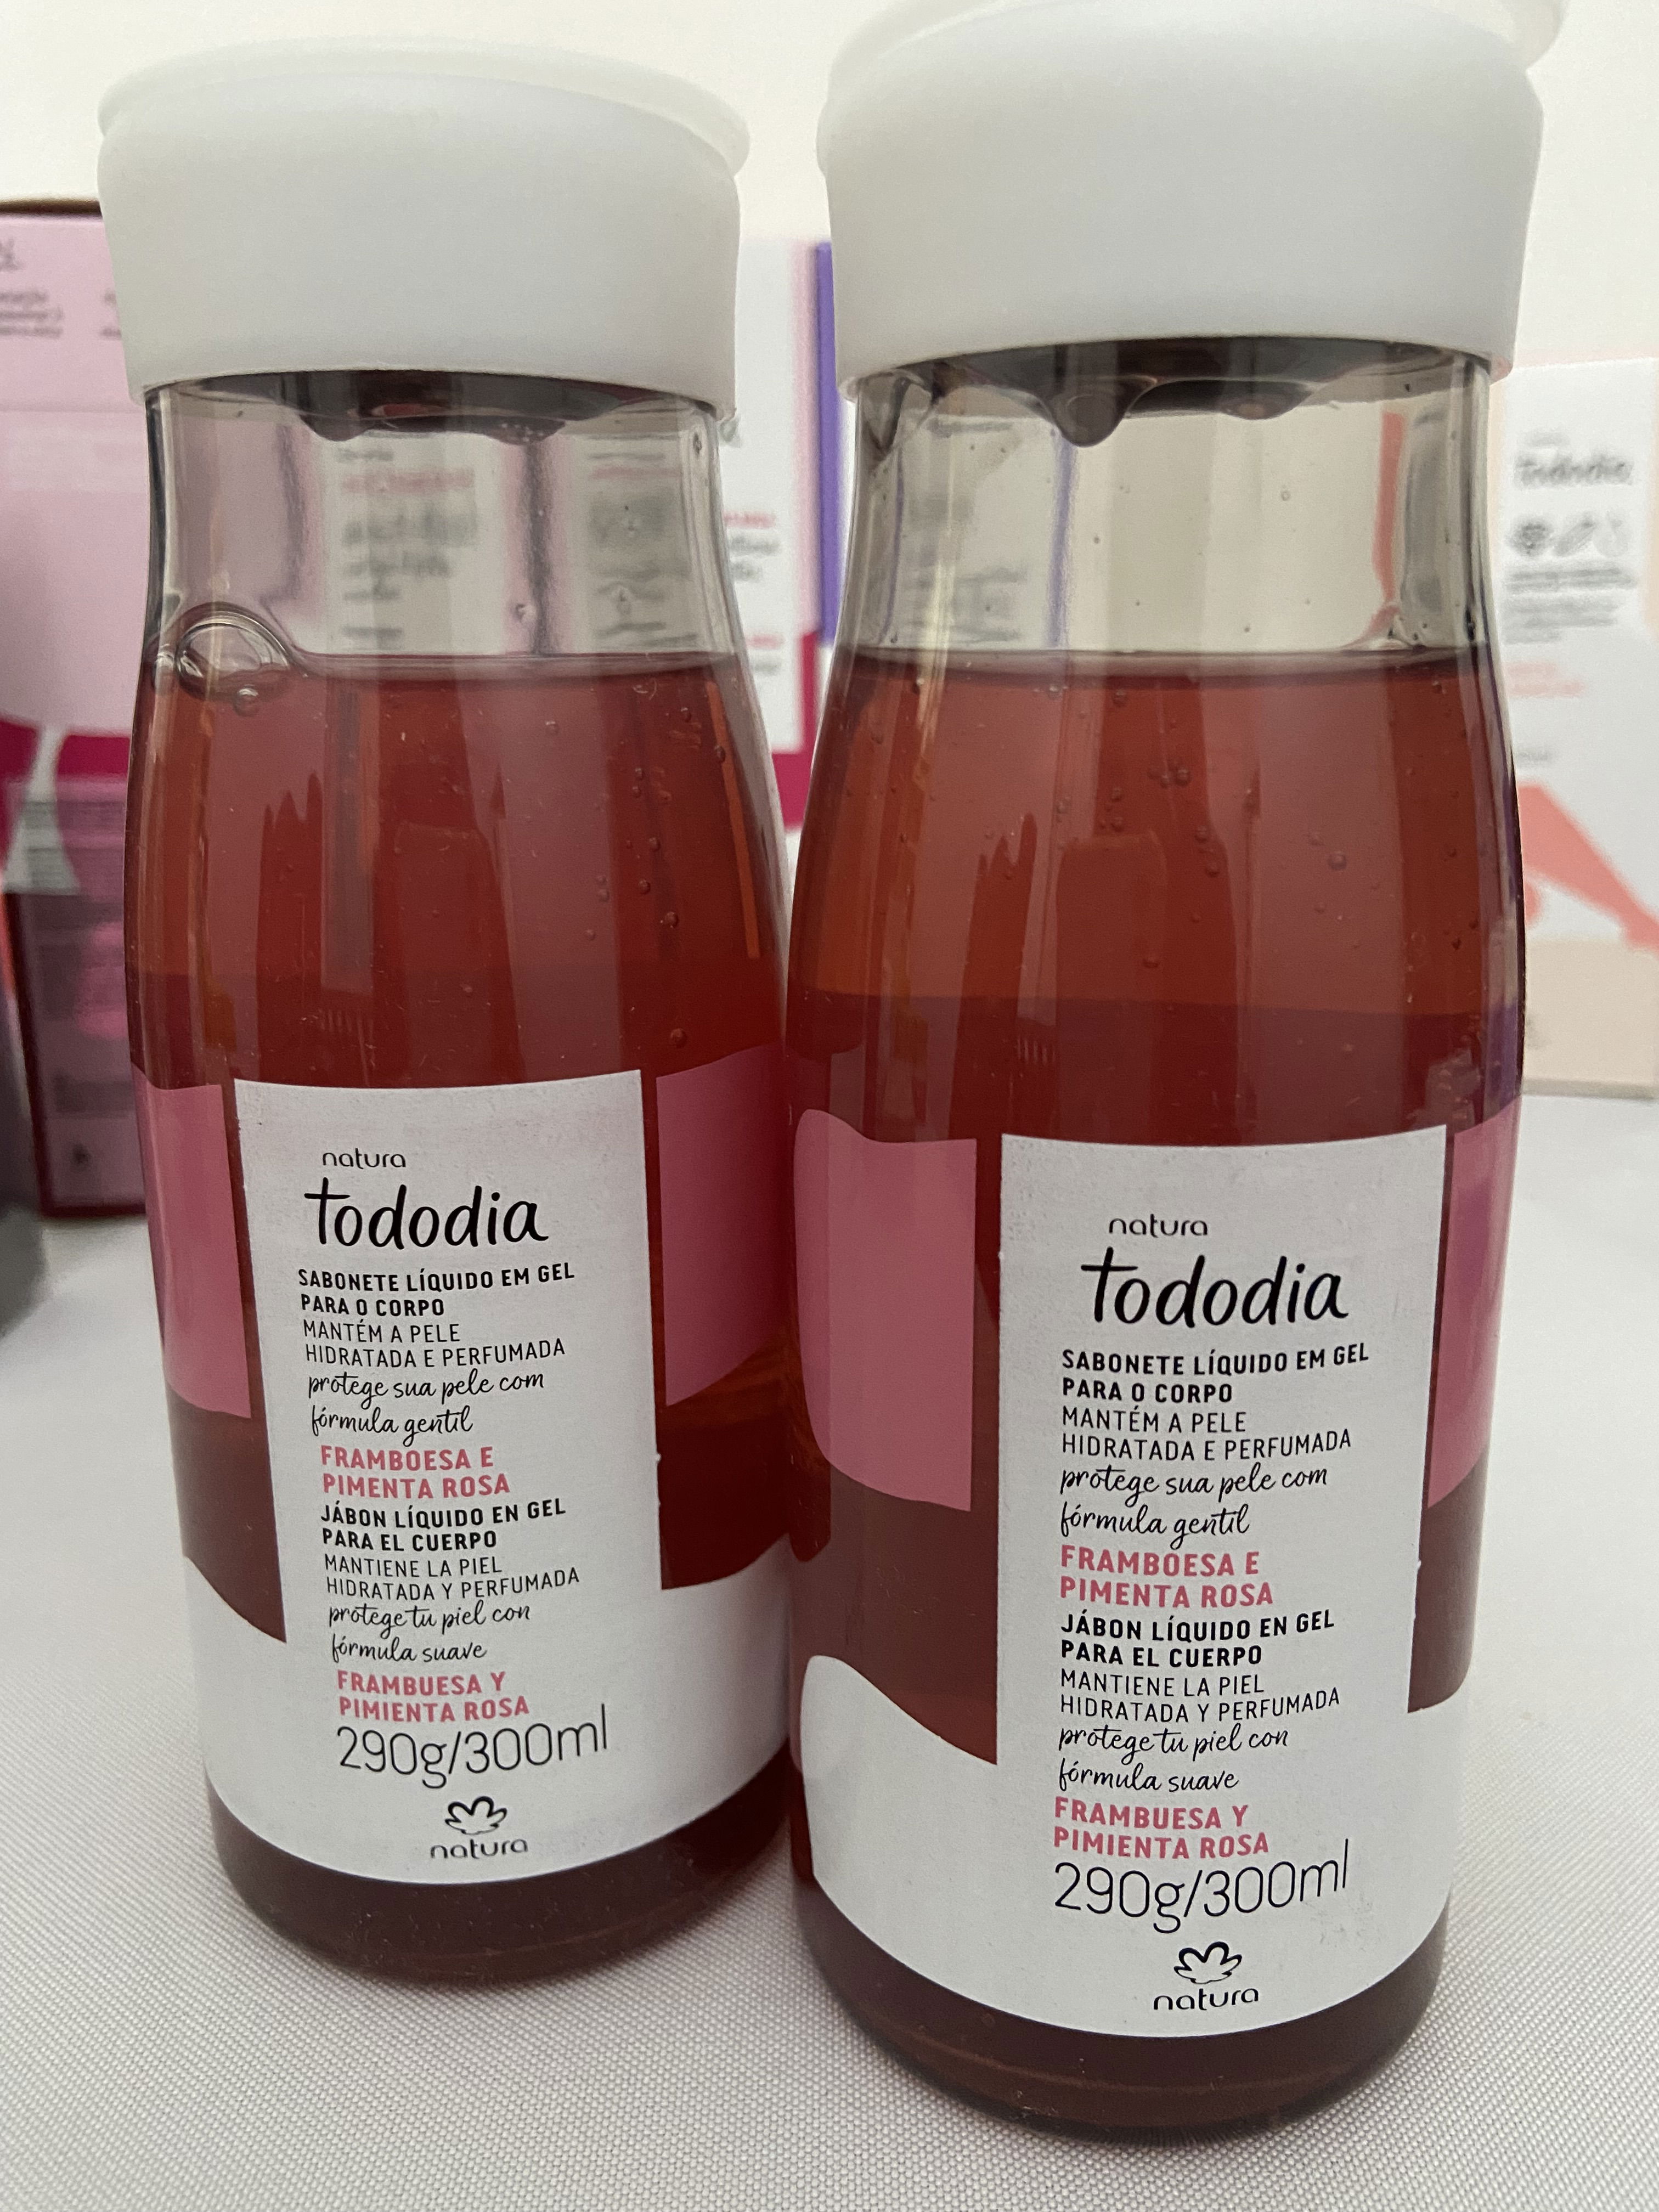 natura
tododia
SABONETE LÍQUIDO EM GEL
PARA O CORPO
MANTÉM A PELE
HIDRATADA E PERFUMADA
protege sua pele com
fórmula gentil
FRAMBOESA E
PIMENTA ROSA
JÁBON LÍQUIDO EN GEL
PARA EL CUERPO
MANTIENE LA PIEL
HIDRATADA Y PERFUMADA
protege tu piel con
fórmula suave
FRAMBUESA Y
PIMIENTA ROSA
290g/300ml
natura
natura
tododia
SABONETE LÍQUIDO EM GEL
PARA O CORPO
MANTÉM A PELE
HIDRATADA E PERFUMADA
protege sua pele com
fórmula gentil
FRAMBOESA E
PIMENTA ROSA
JÁBON LÍQUIDO EN GEL
PARA EL CUERPO
MANTIENE LA PIEL
HIDRATADA Y PERFUMADA
protege tu piel con
fórmula suave
FRAMBUESA Y
PIMIENTA ROSA
290g/300ml
natura
tododia